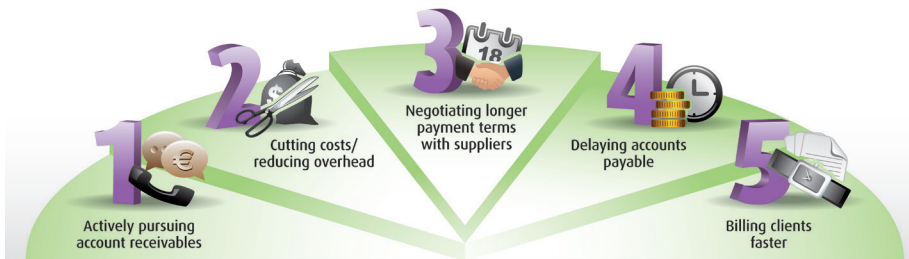 1
Actively pursuing
account receivables
€
2
$
Cutting costs/
reducing overhead
3
18
Negotiating longer
payment terms
with suppliers
4
Delaying accounts
payable
5
Billing clients
faster